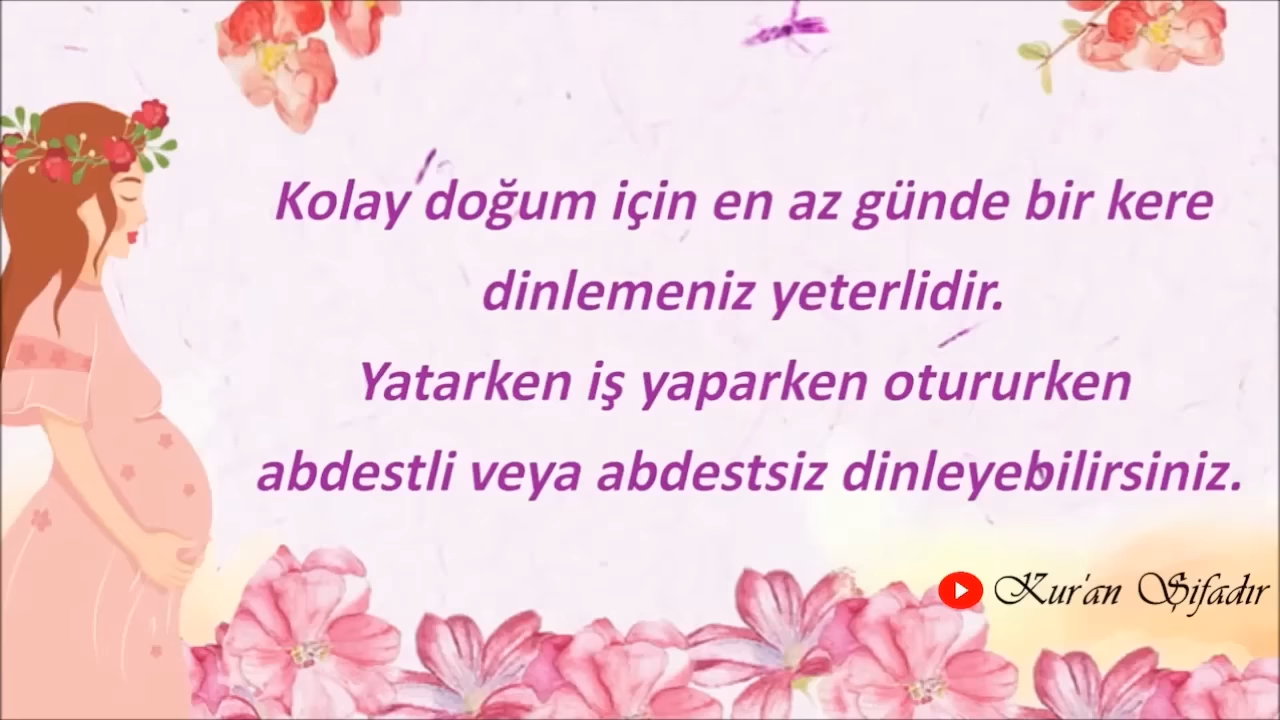 Kolay doğum için en az günde bir kere
dinlemeniz yeterlidir.
Yatarken iş yaparken otururken
abdestli veya abdestsiz dinleyebilirsiniz.
Kur'an Şifadır